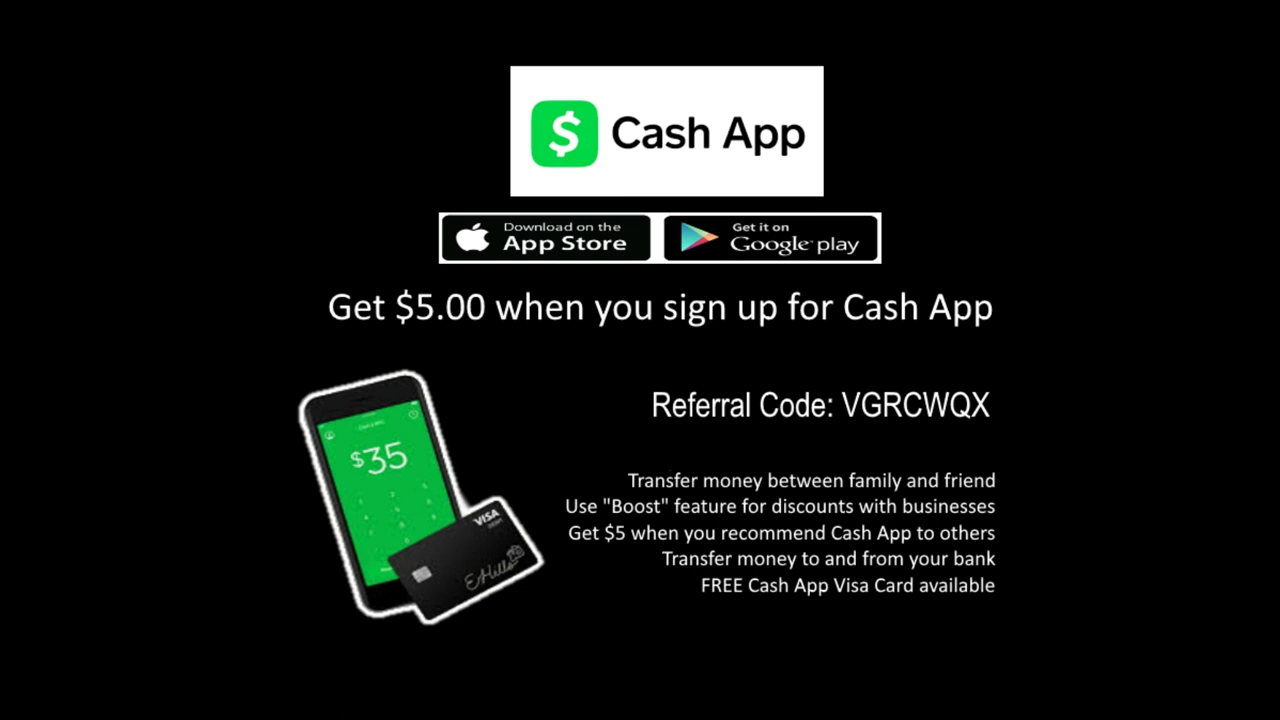 $ Cash App
Download on the
App Store
Get it on
Google play
Get $5.00 when you sign up for Cash App
Referral Code: VGRCWQX
$35
VISA
Transfer money between family and friend
Use "Boost" feature for discounts with businesses
Get $5 when you recommend Cash App to others
Transfer money to and from your bank
FREE Cash App Visa Card available